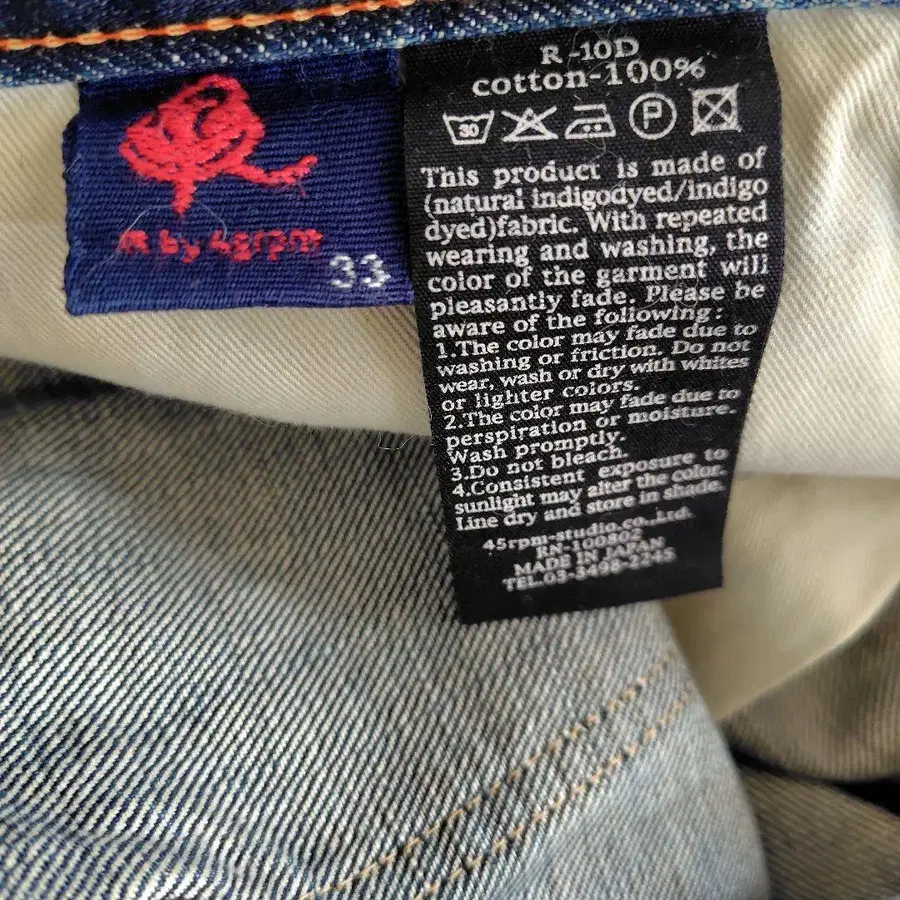 R by 45rpm
33
R-10D
cotton-100%
30
P
This product is made of
(natural indigodyed/indigo
dyed)fabric. With repeated
wearing and washing, the
color of the garment will
pleasantly fade. Please be
aware of the following:
1.The color may fade due to
washing or friction. Do not
wear, wash or dry with whites
or lighter colors.
2.The color may fade due to
perspiration or moisture.
Wash promptly.
3.Do not bleach.
4.Consistent exposure to
sunlight may alter the color.
Line dry and store in shade.
45rpm-studio.co.,Ltd.
RN-100802
MADE IN JAPAN
TEL.03-3498-2245